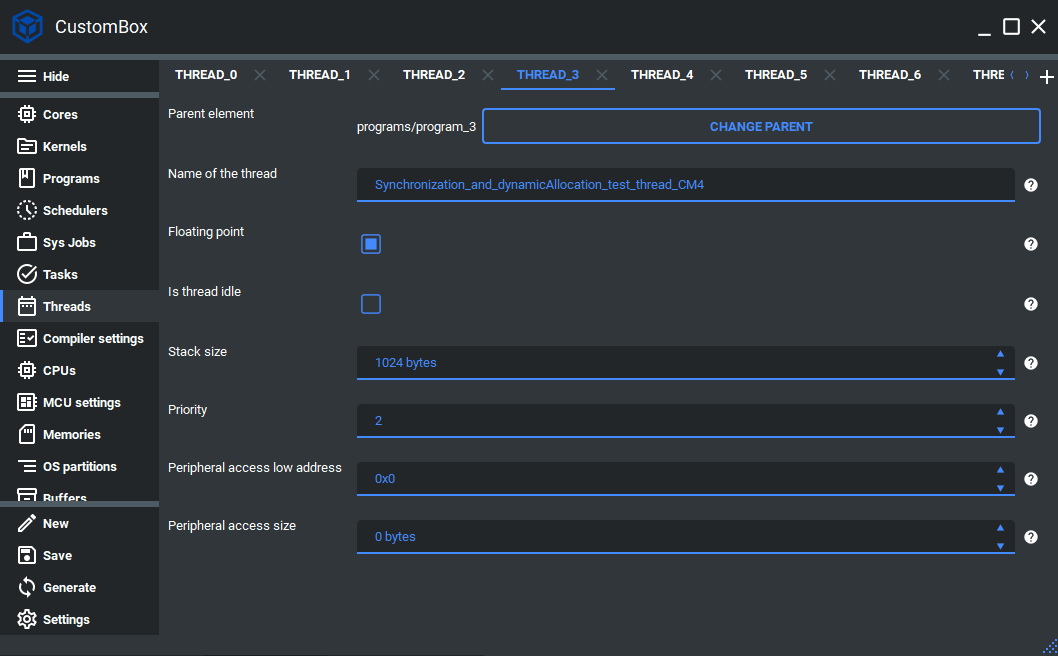 CustomBox
Hide
THREAD_0 THREAD_1 THREAD_2 THREAD_3 THREAD_4 THREAD_5 THREAD_6 THRE
Cores
Kernels
Programs
Schedulers
Sys Jobs
Tasks
Threads
Compiler settings
CPUs
MCU settings
Memories
OS partitions
Buffers
New
Save
Generate
Settings
Parent element
programs/program_3 CHANGE PARENT
Name of the thread
Synchronization_and_dynamicAllocation_test_thread_CM4
Floating point
Is thread idle
Stack size
1024 bytes
Priority
2
Peripheral access low address
0x0
Peripheral access size
0 bytes